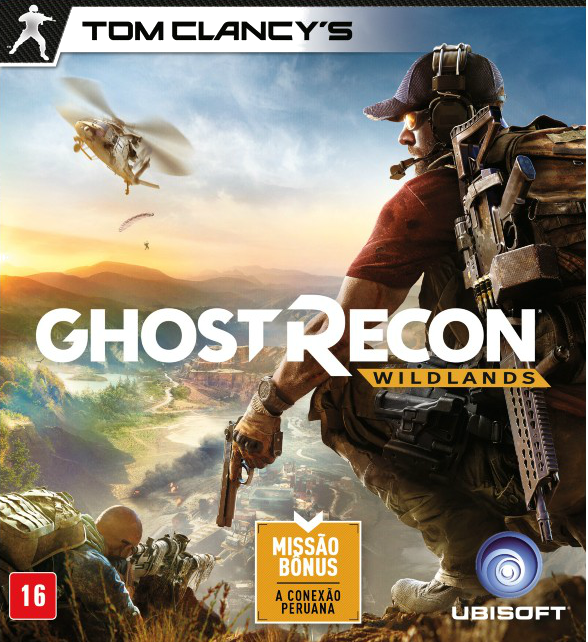 TOM CLANCY'S
GHOST RECON
WILDLANDS
MISSÃO
BÔNUS
A CONEXÃO
PERUANA
16
UBISOFT